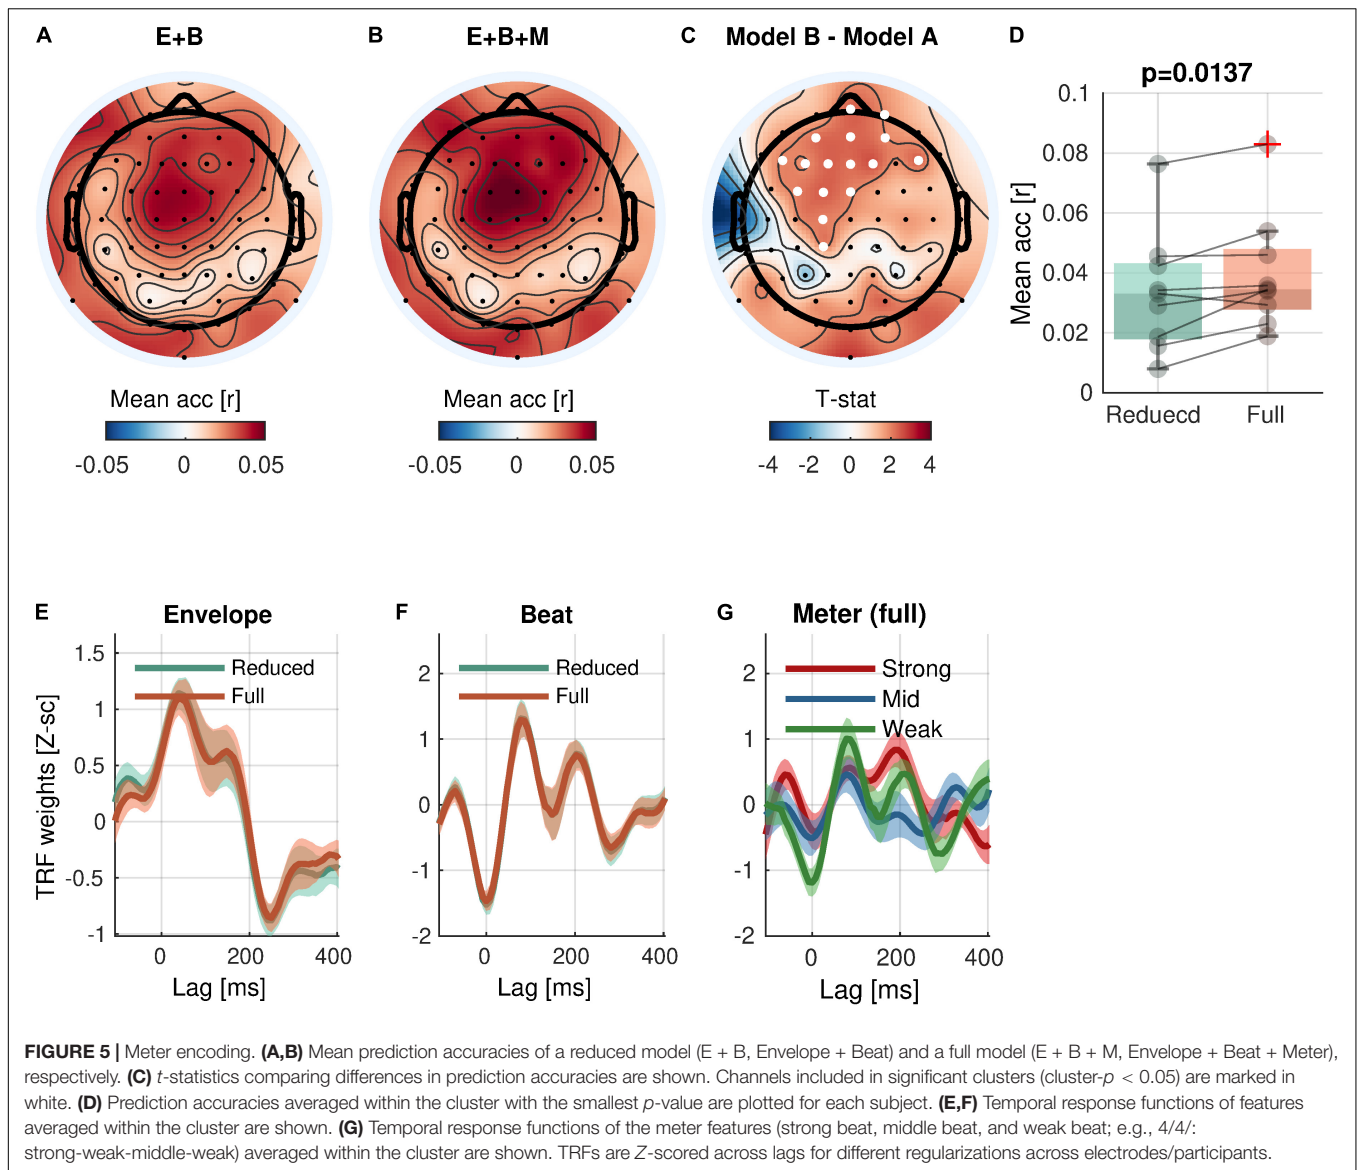 A E+B B E+B+M C Model B - Model A D
p=0.0137
Mean acc [r] Mean acc [r] T-stat
-0.05 0 0.05 -0.05 0 0.05 -4 -2 0 2 4
Mean acc [r]
0.1
0.08
0.06
0.04
0.02
0
Reduecd Full
E Envelope
Reduced
Full
TRF weights [Z-sc]
1.5
1
0.5
0
-0.5
-1
0 200 400
Lag [ms]
F Beat
Reduced
Full
2
1
0
-1
-2
0 200 400
Lag [ms]
G Meter (full)
Strong
Mid
Weak
2
1
0
-1
-2
0 200 400
Lag [ms]
FIGURE 5 | Meter encoding. (A,B) Mean prediction accuracies of a reduced model (E + B, Envelope + Beat) and a full model (E + B + M, Envelope + Beat + Meter),
respectively. (C) t-statistics comparing differences in prediction accuracies are shown. Channels included in significant clusters (cluster-p < 0.05) are marked in
white. (D) Prediction accuracies averaged within the cluster with the smallest p-value are plotted for each subject. (E,F) Temporal response functions of features
averaged within the cluster are shown. (G) Temporal response functions of the meter features (strong beat, middle beat, and weak beat; e.g., 4/4/:
strong-weak-middle-weak) averaged within the cluster are shown. TRFs are Z-scored across lags for different regularizations across electrodes/participants.